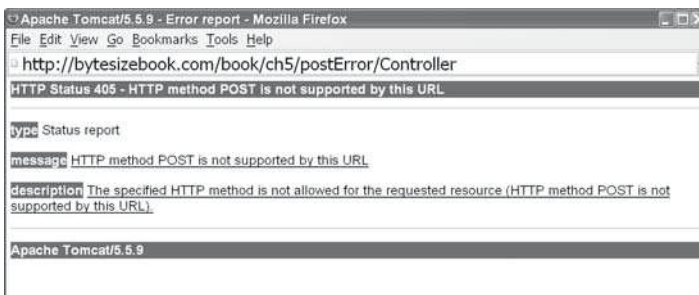 Apache Tomcat/5.5.9 - Error report - Mozilla Firefox
File Edit View Go Bookmarks Tools Help
http://bytesizebook.com/book/ch5/postError/Controller
HTTP Status 405 - HTTP method POST is not supported by this URL
type Status report
message HTTP method POST is not supported by this URL
description The specified HTTP method is not allowed for the requested resource (HTTP method POST is not
supported by this URL).
Apache Tomcat/5.5.9